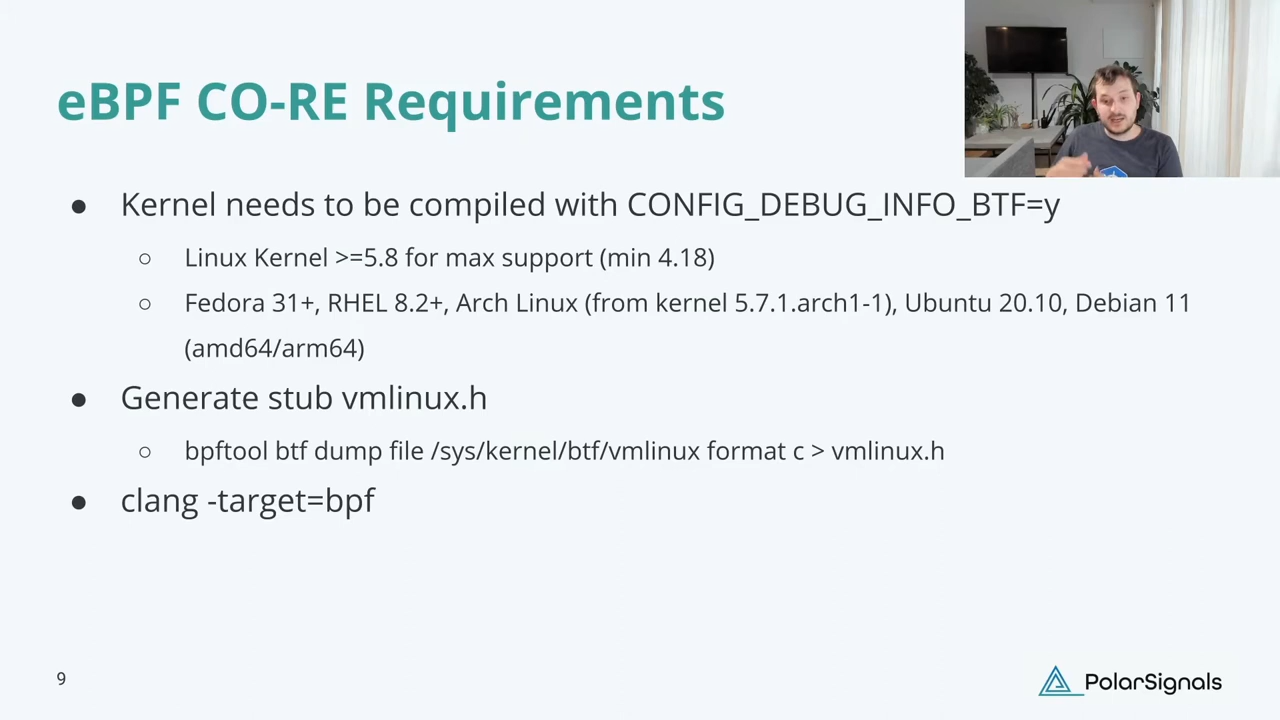 eBPF CO-RE Requirements
● Kernel needs to be compiled with CONFIG_DEBUG_INFO_BTF=y
○ Linux Kernel >=5.8 for max support (min 4.18)
○ Fedora 31+, RHEL 8.2+, Arch Linux (from kernel 5.7.1.arch1-1), Ubuntu 20.10, Debian 11
(amd64/arm64)
● Generate stub vmlinux.h
○ bpftool btf dump file /sys/kernel/btf/vmlinux format c > vmlinux.h
● clang -target=bpf
9
PolarSignals